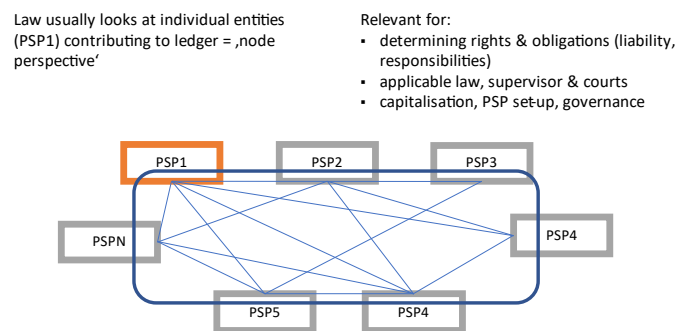 Law usually looks at individual entities
(PSP1) contributing to ledger = ‚node
perspective‘
Relevant for:
▪ determining rights & obligations (liability,
responsibilities)
▪ applicable law, supervisor & courts
▪ capitalisation, PSP set-up, governance
PSP1
PSP2
PSP3
PSPN
PSP4
PSP5
PSP4